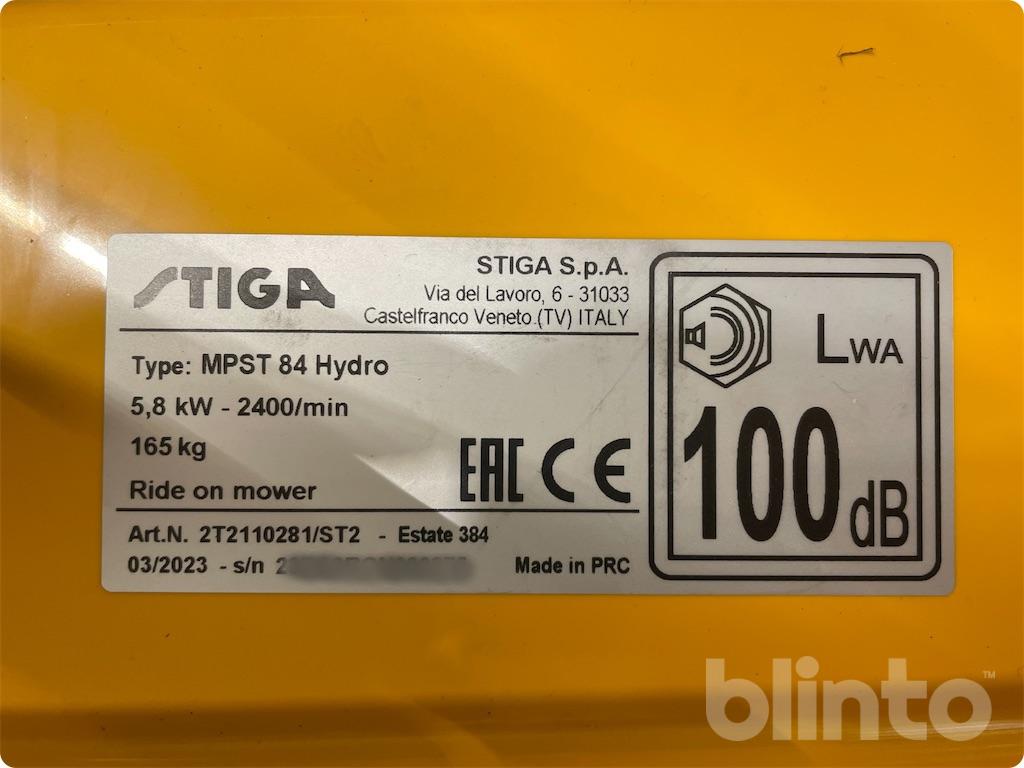 STIGA
STIGA S.p.A.
Via del Lavoro, 6 - 31033
Castelfranco Veneto (TV) ITALY
Type: MPST 84 Hydro
5,8 kW - 2400/min
165 kg
Ride on mower
EAC CE
Art.N. 2T2110281/ST2 - Estate 384
03/2023 - s/n
Made in PRC
LWA
100 dB
blinto™